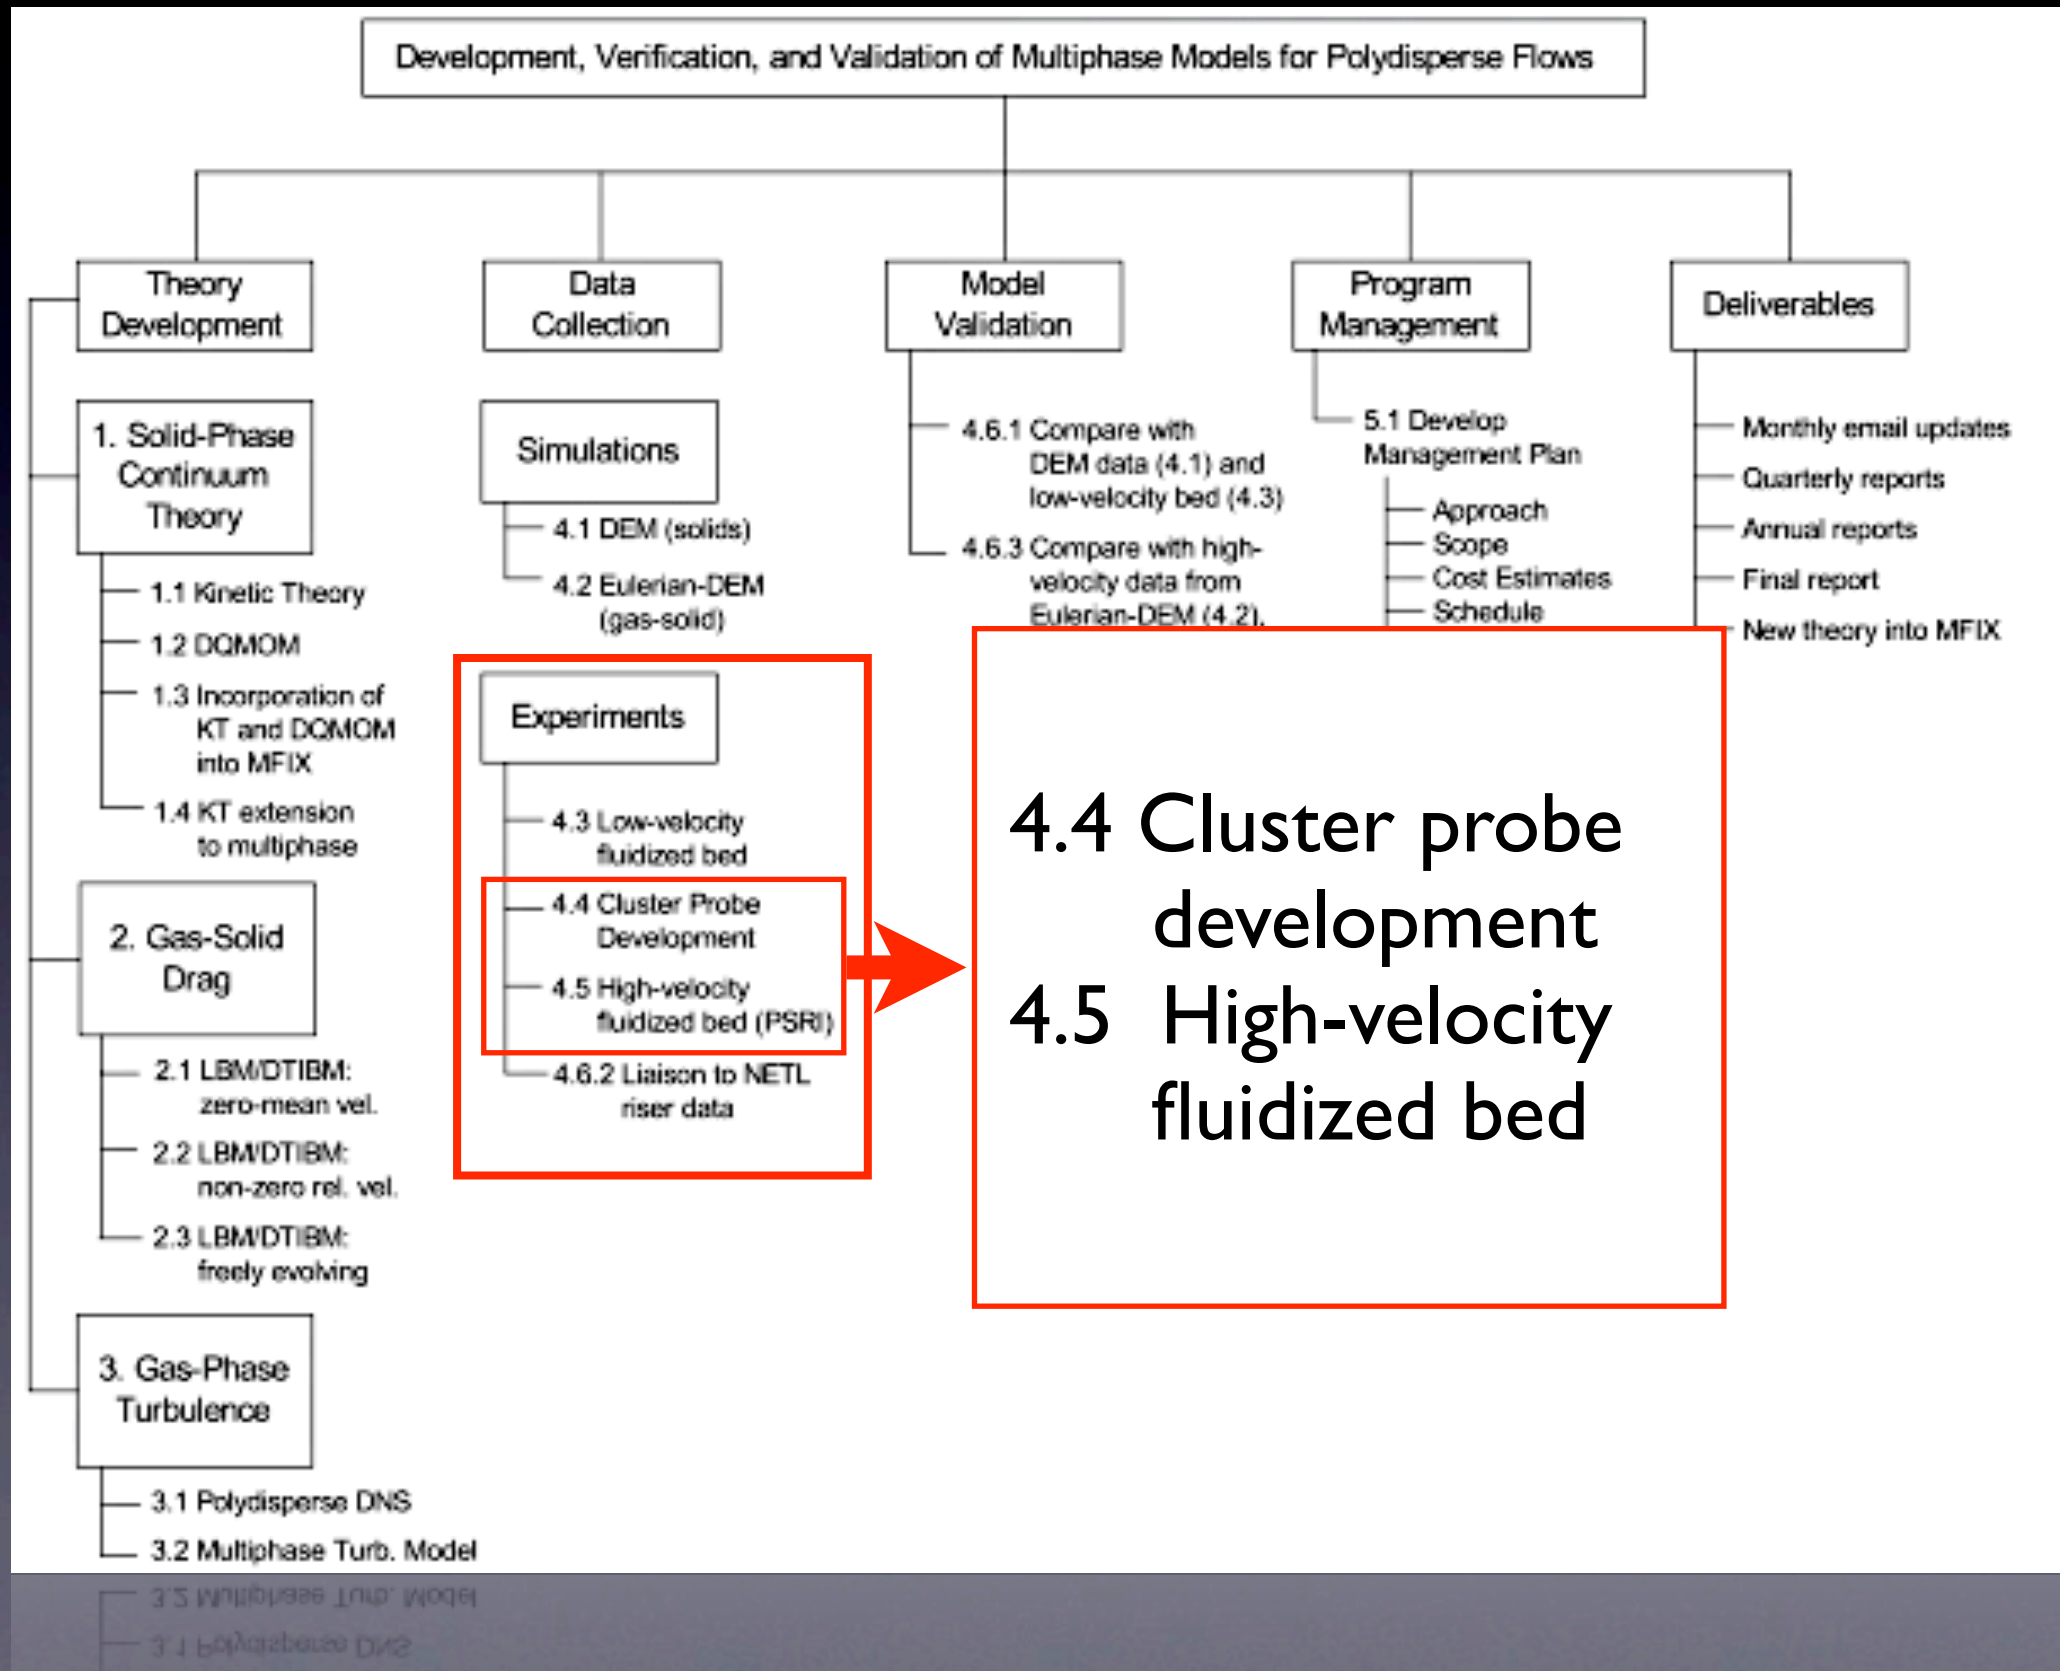 Development, Verification, and Validation of Multiphase Models for Polydisperse Flows
Theory
Development
1. Solid-Phase
Continuum
Theory
1.1 Kinetic Theory
1.2 DQMOM
1.3 Incorporation of
KT and DQMOM
into MFIX
1.4 KT extension
to multiphase
2. Gas-Solid
Drag
2.1 LBM/DTIBM:
zero-mean vel.
2.2 LBM/DTIBM:
non-zero rel. vel.
2.3 LBM/DTIBM:
freely evolving
3. Gas-Phase
Turbulence
3.1 Polydisperse DNS
3.2 Multiphase Turb. Model
Data
Collection
Simulations
4.1 DEM (solids)
4.2 Eulerian-DEM
(gas-solid)
Experiments
4.3 Low-velocity
fluidized bed
4.4 Cluster Probe
Development
4.5 High-velocity
fluidized bed (PSRI)
4.6.2 Liaison to NETL
riser data
Model
Validation
4.6.1 Compare with
DEM data (4.1) and
low-velocity bed (4.3)
4.6.3 Compare with high-
velocity data from
Eulerian-DEM (4.2),
Program
Management
5.1 Develop
Management Plan
Approach
Scope
Cost Estimates
Schedule
Deliverables
Monthly email updates
Quarterly reports
Annual reports
Final report
New theory into MFIX
4.4 Cluster probe
development
4.5 High-velocity
fluidized bed
3.2 Multiphase Turb. Model
3.1 Polydisperse DNS